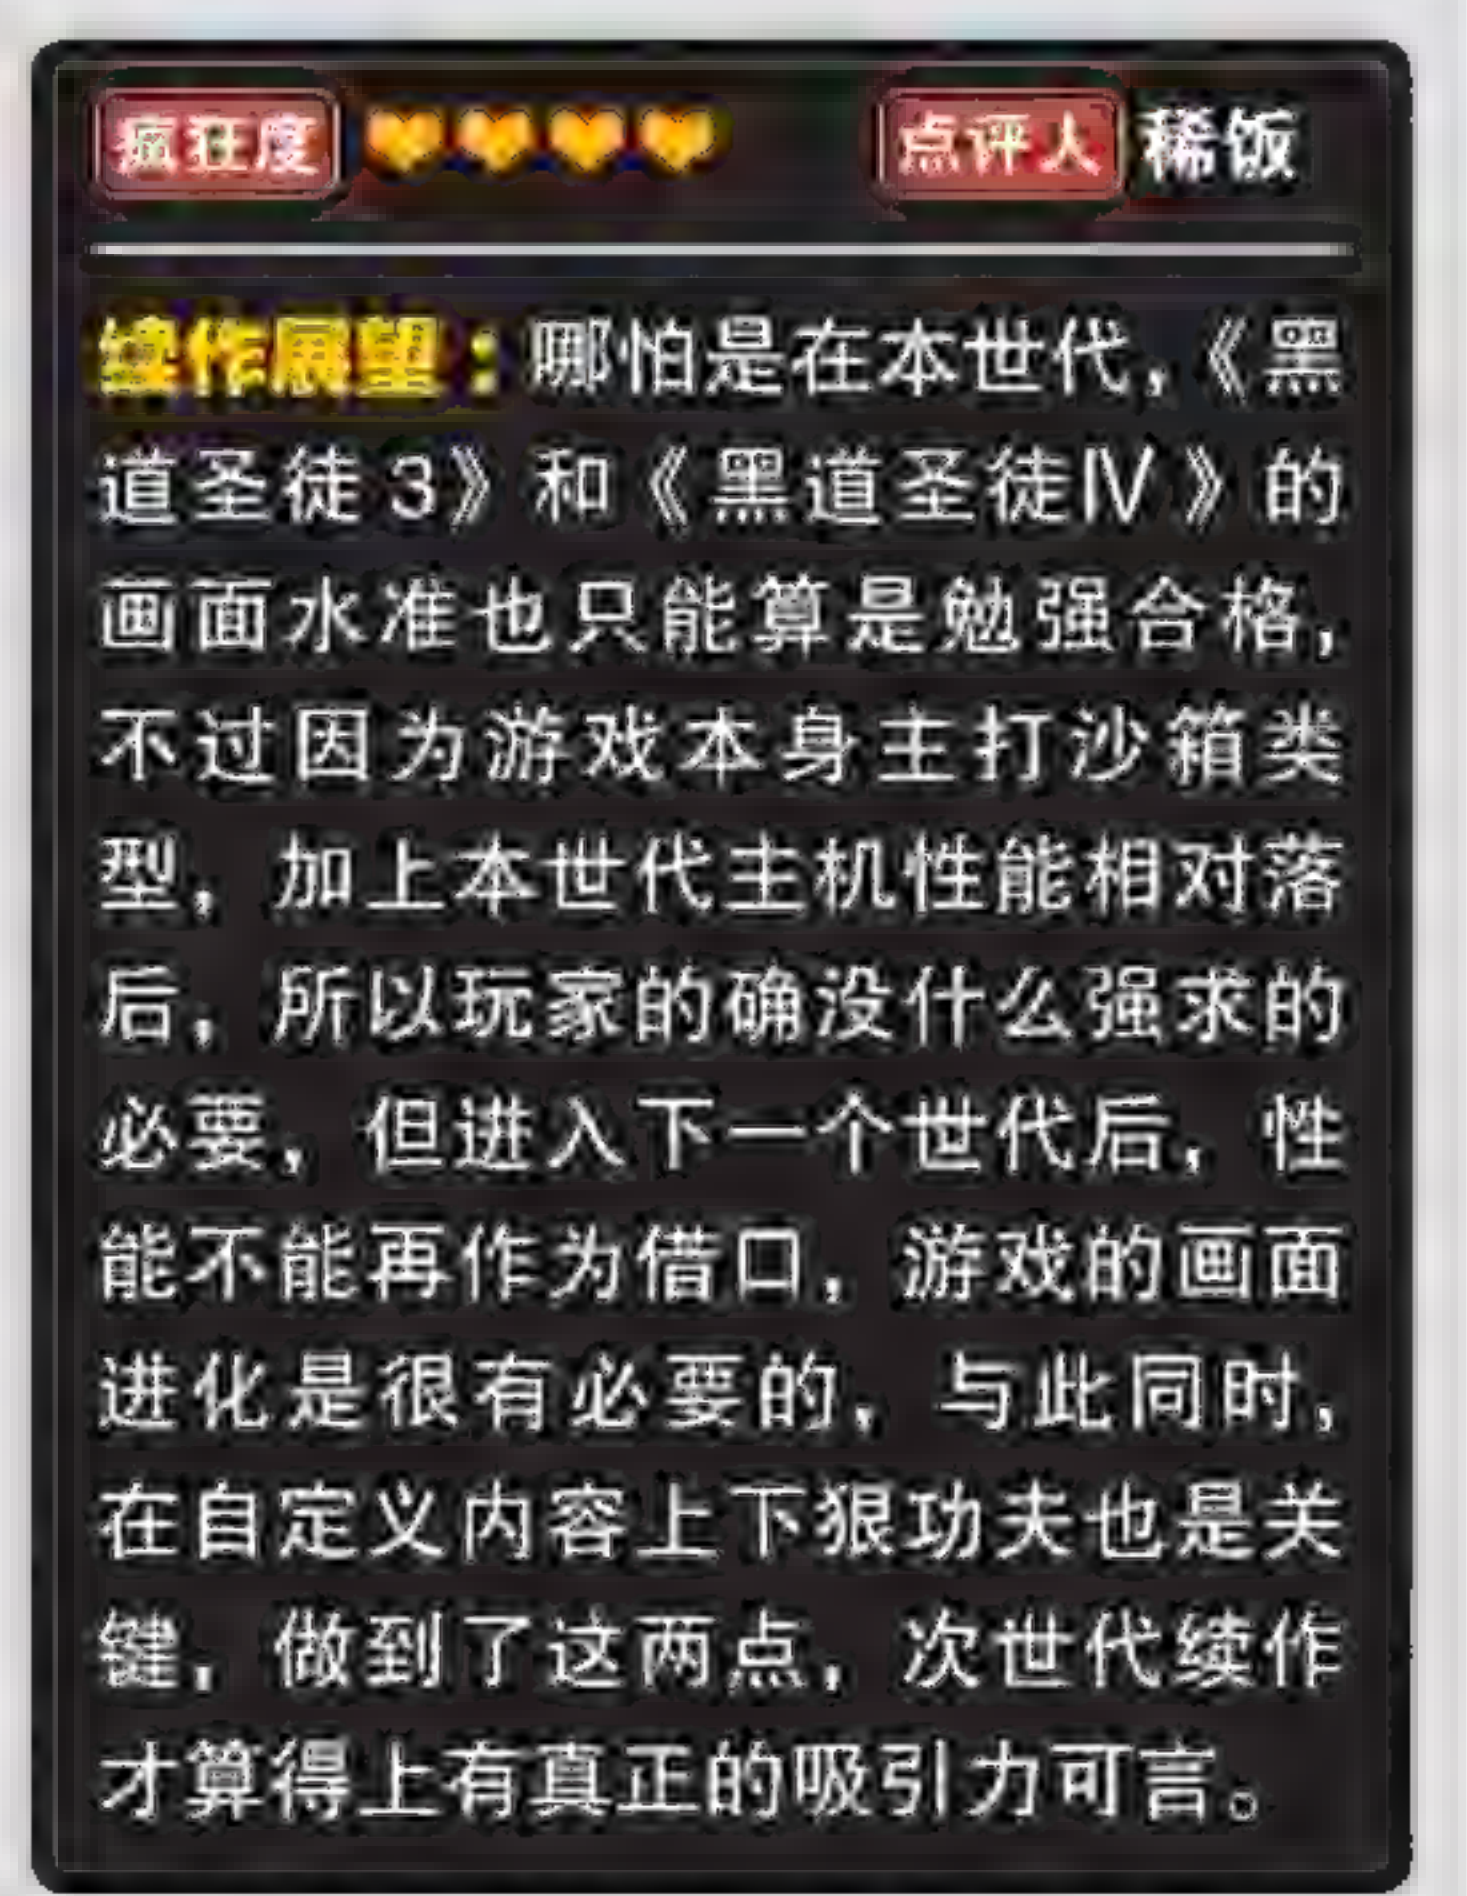 疯狂度 点评人 稀饭
续作展望：哪怕是在本世代，《黑
道圣徒3》和《黑道圣徒Ⅳ》的
画面水准也只能算是勉强合格，
不过因为游戏本身主打沙箱类
型，加上本世代主机性能相对落
后，所以玩家的确没什么强求的
必要，但进入下一个世代后，性
能不能再作为借口，游戏的画面
进化是很有必要的，与此同时，
在自定义内容上下狠功夫也是关
键，做到了这两点，次世代续作
才算得上有真正的吸引力可言。